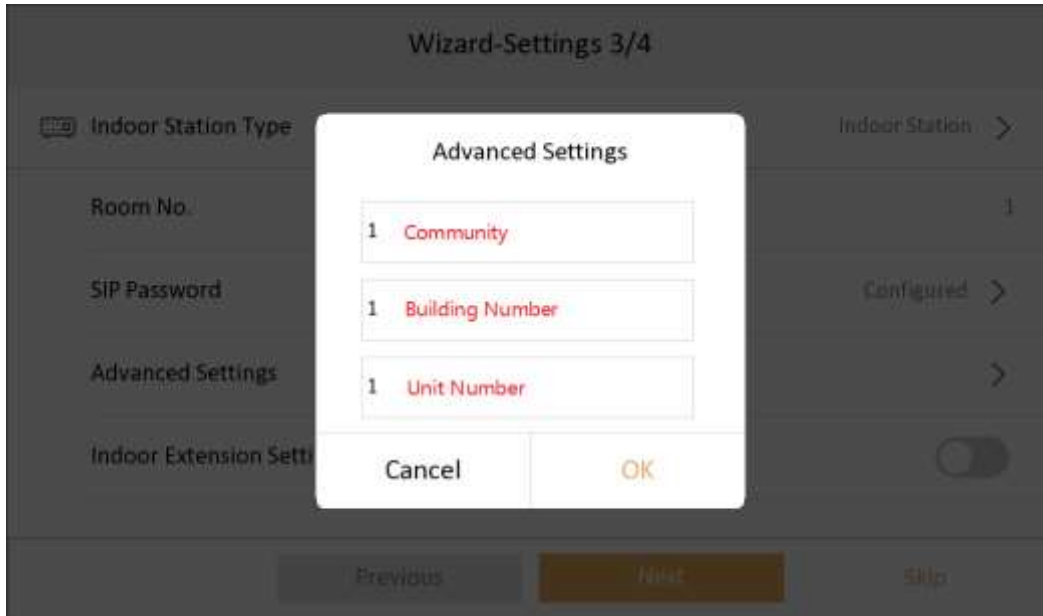 Wizard-Settings 3/4
Indoor Station Type
Indoor Station
Advanced Settings
Room No.
1
1 Community
SIP Password
Configured
1 Building Number
Advanced Settings
1 Unit Number
Indoor Extension Setti
Cancel
OK
Previous
Next
Skip